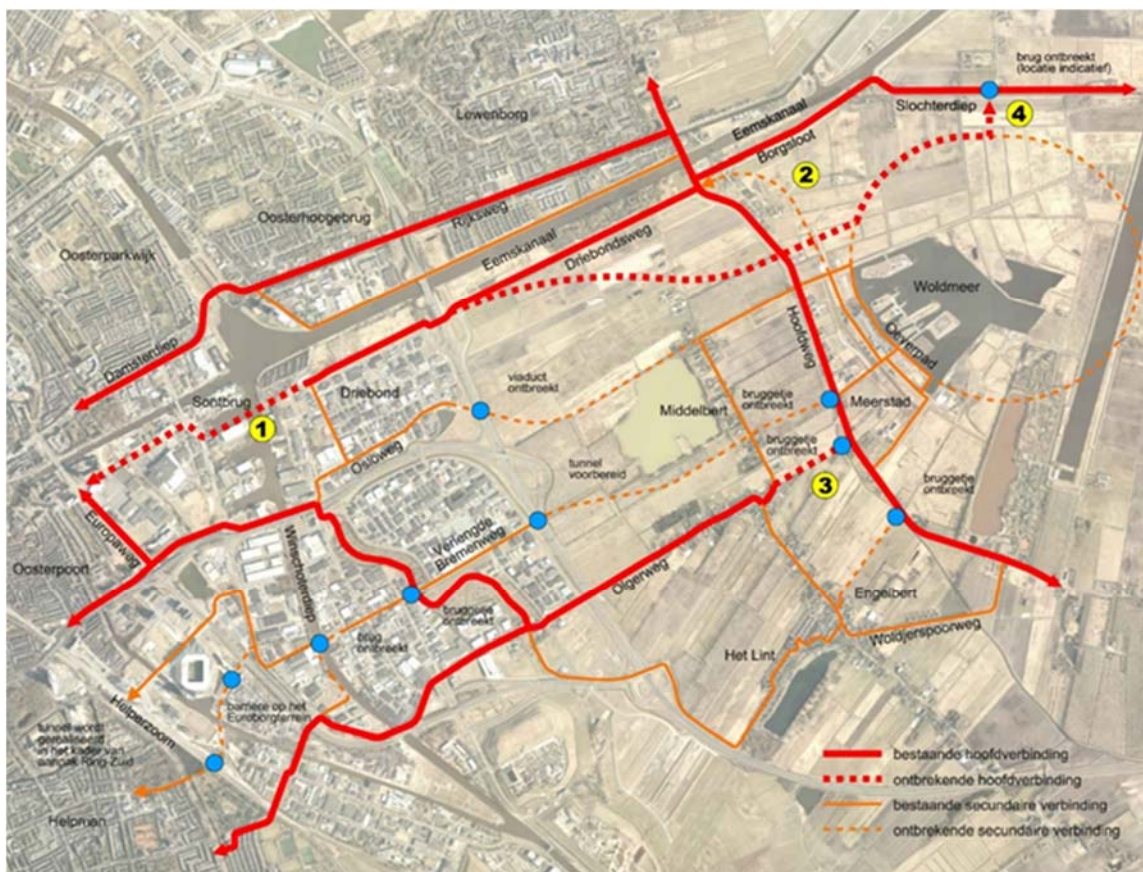 brug ontbreekt
(locatie indicatief)
Slochterdiep
4
Lewenborg
Eemskanaal
Borgsloot
2
Oosterhoogebrug
Rijksweg
Oosterparkwijk
Eemskanaal
Driebondsweg
Woldmeer
Hoofdweg
Oeverpad
Damsterdiep
Sontbrug
Driebond
viaduct
ontbreekt
1
Middelbert
bruggetje
ontbreekt
Meerstad
Osloweg
bruggetje
ontbreekt
tunnel
voorbereid
3
bruggetje
ontbreekt
Europaweg
Verlengde
Bremenweg
Oosterpoort
Winschoterdiep
Olgerweg
Engelbert
bruggetje
ontbreekt
brug
ontbreekt
Woldjerspoorweg
Het Lint
Helperzoom
barriere op het
Euroborgterrein
tunnel wordt
gerealiseerd
in het kader van
aanpak Ring-Zuid
Helpman
bestaande hoofdverbinding
ontbrekende hoofdverbinding
bestaande secundaire verbinding
ontbrekende secundaire verbinding